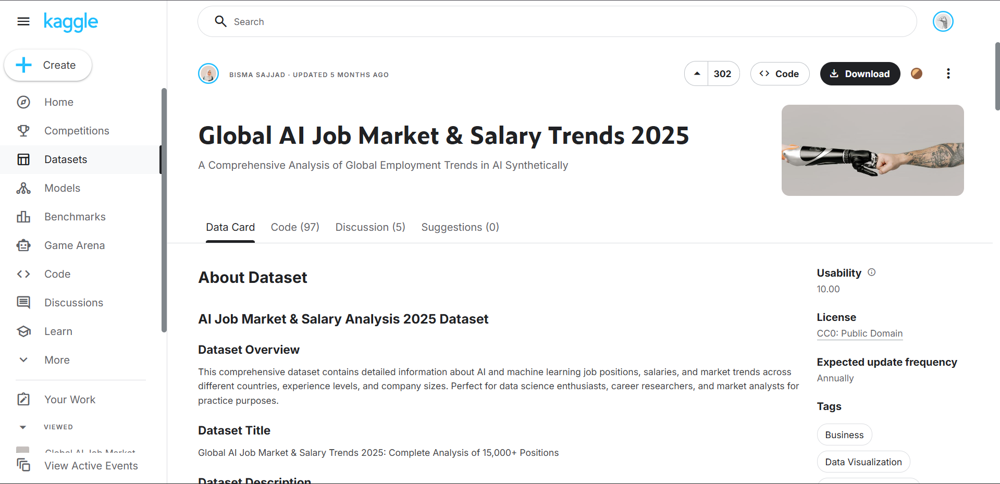 kaggle
Search
Create
Home
Competitions
Datasets
Models
Benchmarks
Game Arena
Code
Discussions
Learn
More
Your Work
VIEWED
Global AI Job Market
View Active Events
BISMA SAJJAD · UPDATED 5 MONTHS AGO
302
Code
Download
Global AI Job Market & Salary Trends 2025
A Comprehensive Analysis of Global Employment Trends in AI Synthetically
Data Card
Code (97)
Discussion (5)
Suggestions (0)
About Dataset
AI Job Market & Salary Analysis 2025 Dataset
Dataset Overview
This comprehensive dataset contains detailed information about AI and machine learning job positions, salaries, and market trends across
different countries, experience levels, and company sizes. Perfect for data science enthusiasts, career researchers, and market analysts for
practice purposes.
Dataset Title
Global AI Job Market & Salary Trends 2025: Complete Analysis of 15,000+ Positions
Dataset Description
Usability
10.00
License
CC0: Public Domain
Expected update frequency
Annually
Tags
Business
Data Visualization